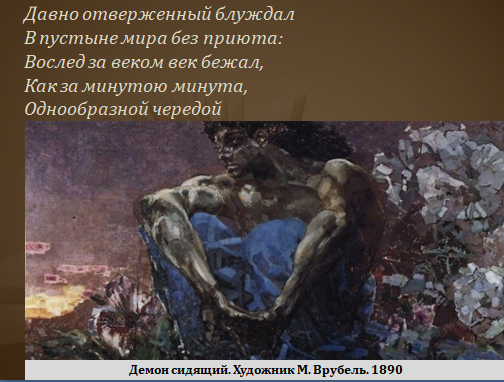 Давно отверженный блуждал
В пустыне мира без приюта:
Вослед за веком век бежал,
Как за минутою минута,
Однообразной чередой
Демон сидящий. Художник М. Врубель. 1890